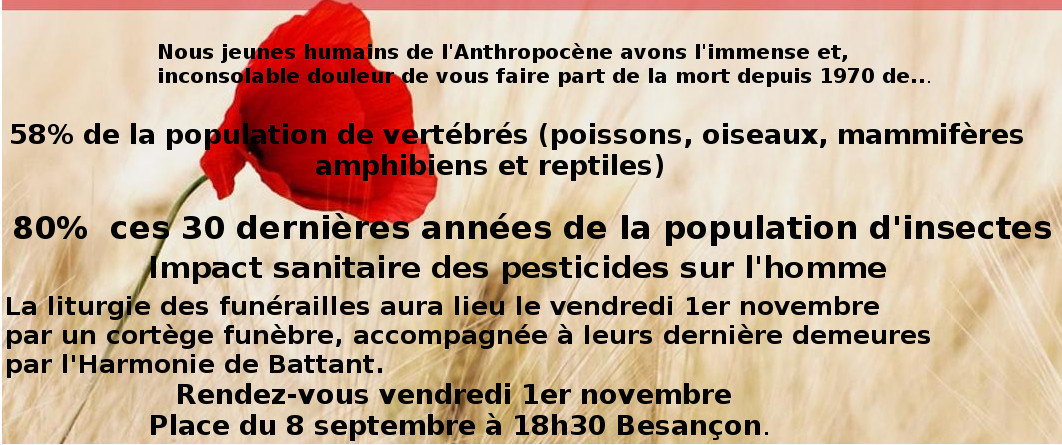 Nous jeunes humains de l'Anthropocène avons l'immense et,
inconsolable douleur de vous faire part de la mort depuis 1970 de...
58% de la population de vertébrés (poissons, oiseaux, mammifères
amphibiens et reptiles)
80% ces 30 dernières années de la population d'insectes
Impact sanitaire des pesticides sur l'homme
La liturgie des funérailles aura lieu le vendredi 1er novembre
par un cortège funèbre, accompagnée à leurs dernière demeures
par l'Harmonie de Battant.
Rendez-vous vendredi 1er novembre
Place du 8 septembre à 18h30 Besançon.